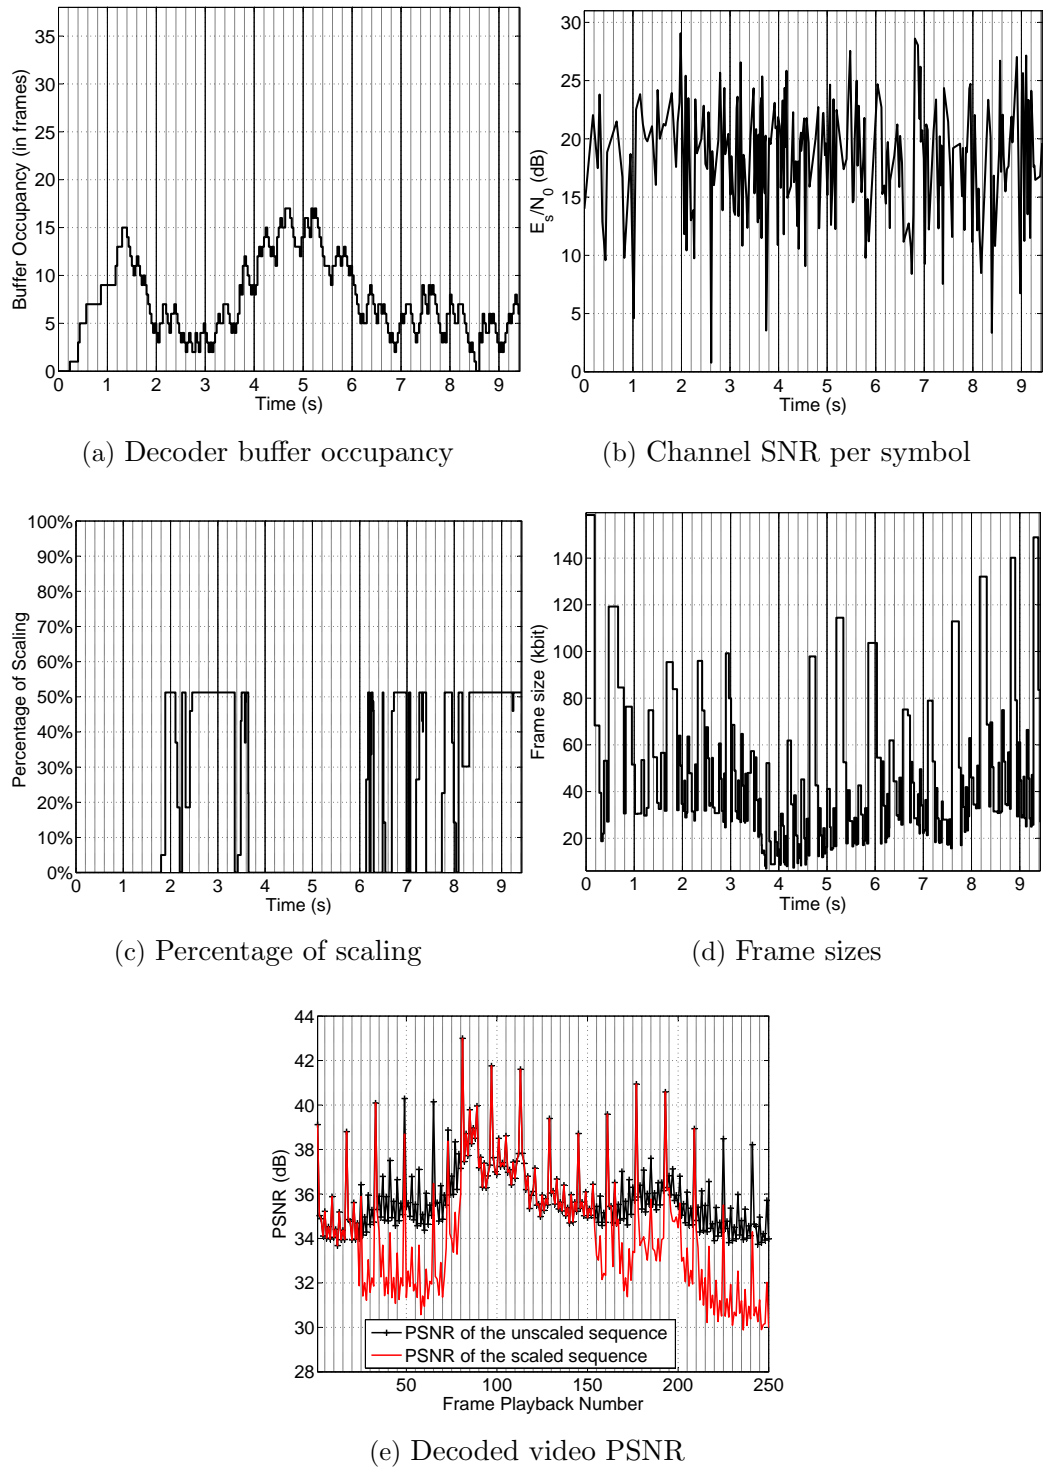 35
30
25
20
15
10
5
0
Buffer Occupancy (in frames)
0 1 2 3 4 5 6 7 8 9
Time (s)
(a) Decoder buffer occupancy
30
25
20
15
10
5
0
E_s/N_0 (dB)
0 1 2 3 4 5 6 7 8 9
Time (s)
(b) Channel SNR per symbol
100%
90%
80%
70%
60%
50%
40%
30%
20%
10%
0%
Percentage of Scaling
0 1 2 3 4 5 6 7 8 9
Time (s)
(c) Percentage of scaling
140
120
100
80
60
40
20
Frame size (kbit)
0 1 2 3 4 5 6 7 8 9
Time (s)
(d) Frame sizes
44
42
40
38
36
34
32
30
28
PSNR (dB)
PSNR of the unscaled sequence
PSNR of the scaled sequence
50 100 150 200 250
Frame Playback Number
(e) Decoded video PSNR